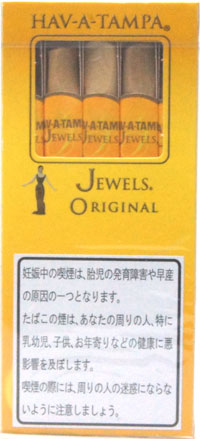 HAV-A-TAMPA®
V-A-TAM
JEWELS.
JEWELS.
ORIGINAL
妊娠中の喫煙は、胎児の発育障害や早産
の原因の一つとなります。
たばこの煙は、あなたの周りの人、特に
乳幼児、子供、お年寄りなどの健康に悪
影響を及ぼします。
喫煙の際には、周りの人の迷惑にならな
いように注意しましょう。